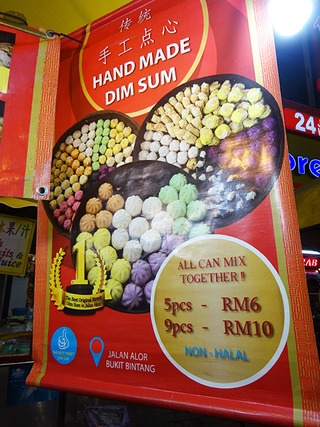 传统
手工点心
HAND MADE
DIM SUM
ALL CAN MIX
TOGETHER !!
5pcs - RM6
9pcs - RM10
NON - HALAL
JALAN ALOR
BUKIT BINTANG
1
24